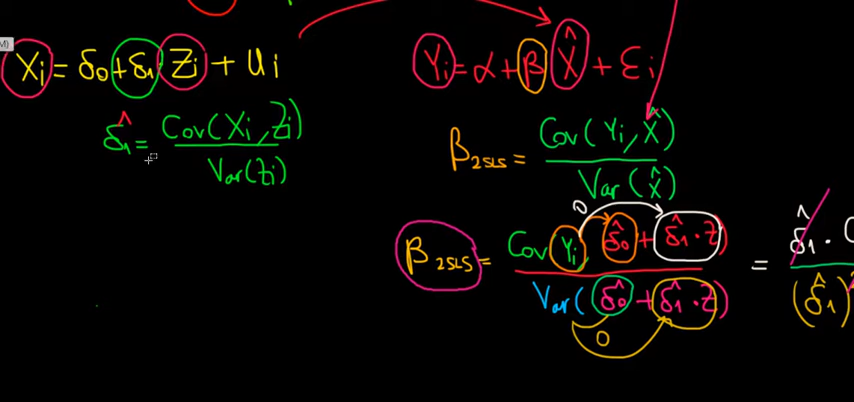 M)
Xᵢ = δ₀ + δ₁ Zᵢ + uᵢ
Yᵢ = α + β X̂ + εᵢ
δ̂₁ = Cov(Xᵢ, Zᵢ) / Var(Zᵢ)
β₂SLS = Cov(Yᵢ, X̂) / Var(X̂)
0
β₂SLS = Cov(Yᵢ, δ̂₀ + δ̂₁ · Z) / Var(δ̂₀ + δ̂₁ · Z) = δ̂₁ · / (δ̂₁)
0